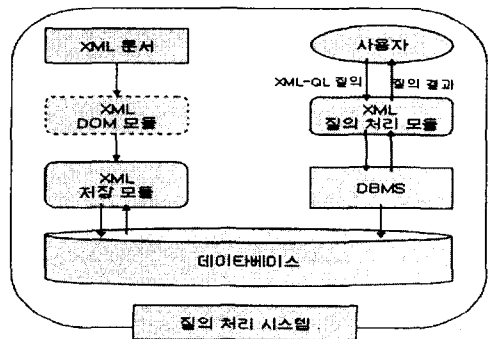 XML 문서
사용자
XML-QL 질의
질의 결과
XML
DOM 모듈
XML
질의 처리 모듈
XML
저장 모듈
DBMS
데이타베이스
질의 처리 시스템